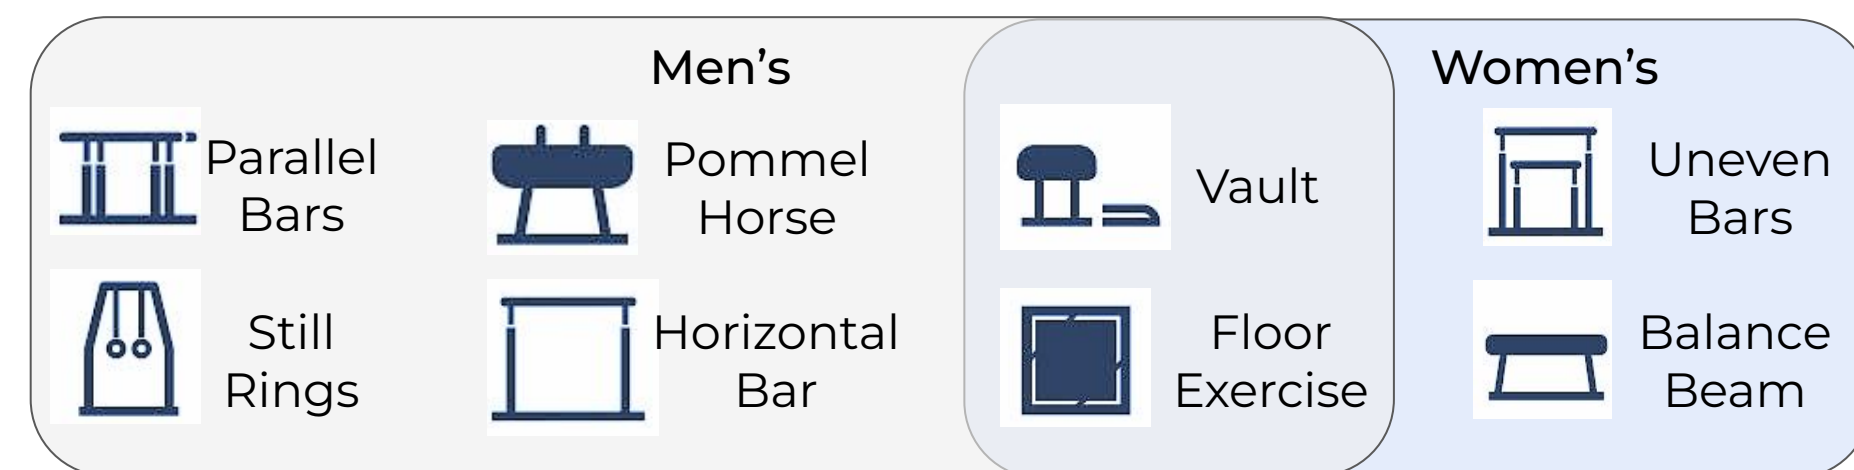 Men's
Women's
Parallel
Bars
Pommel
Horse
Vault
Uneven
Bars
Still
Rings
Horizontal
Bar
Floor
Exercise
Balance
Beam